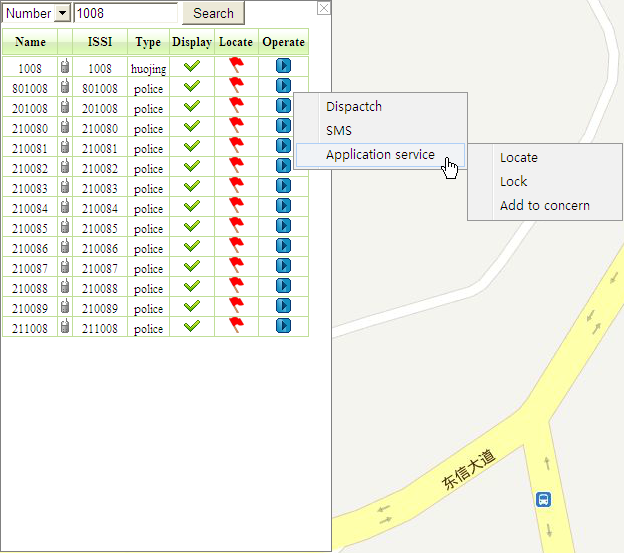 Number 1008 Search
Name ISSI Type Display Locate Operate
1008 1008 huojing
801008 801008 police
201008 201008 police
210080 210080 police
210081 210081 police
210082 210082 police
210083 210083 police
210084 210084 police
210085 210085 police
210086 210086 police
210087 210087 police
210088 210088 police
210089 210089 police
211008 211008 police
Dispactch
SMS
Application service
Locate
Lock
Add to concern
东信大道